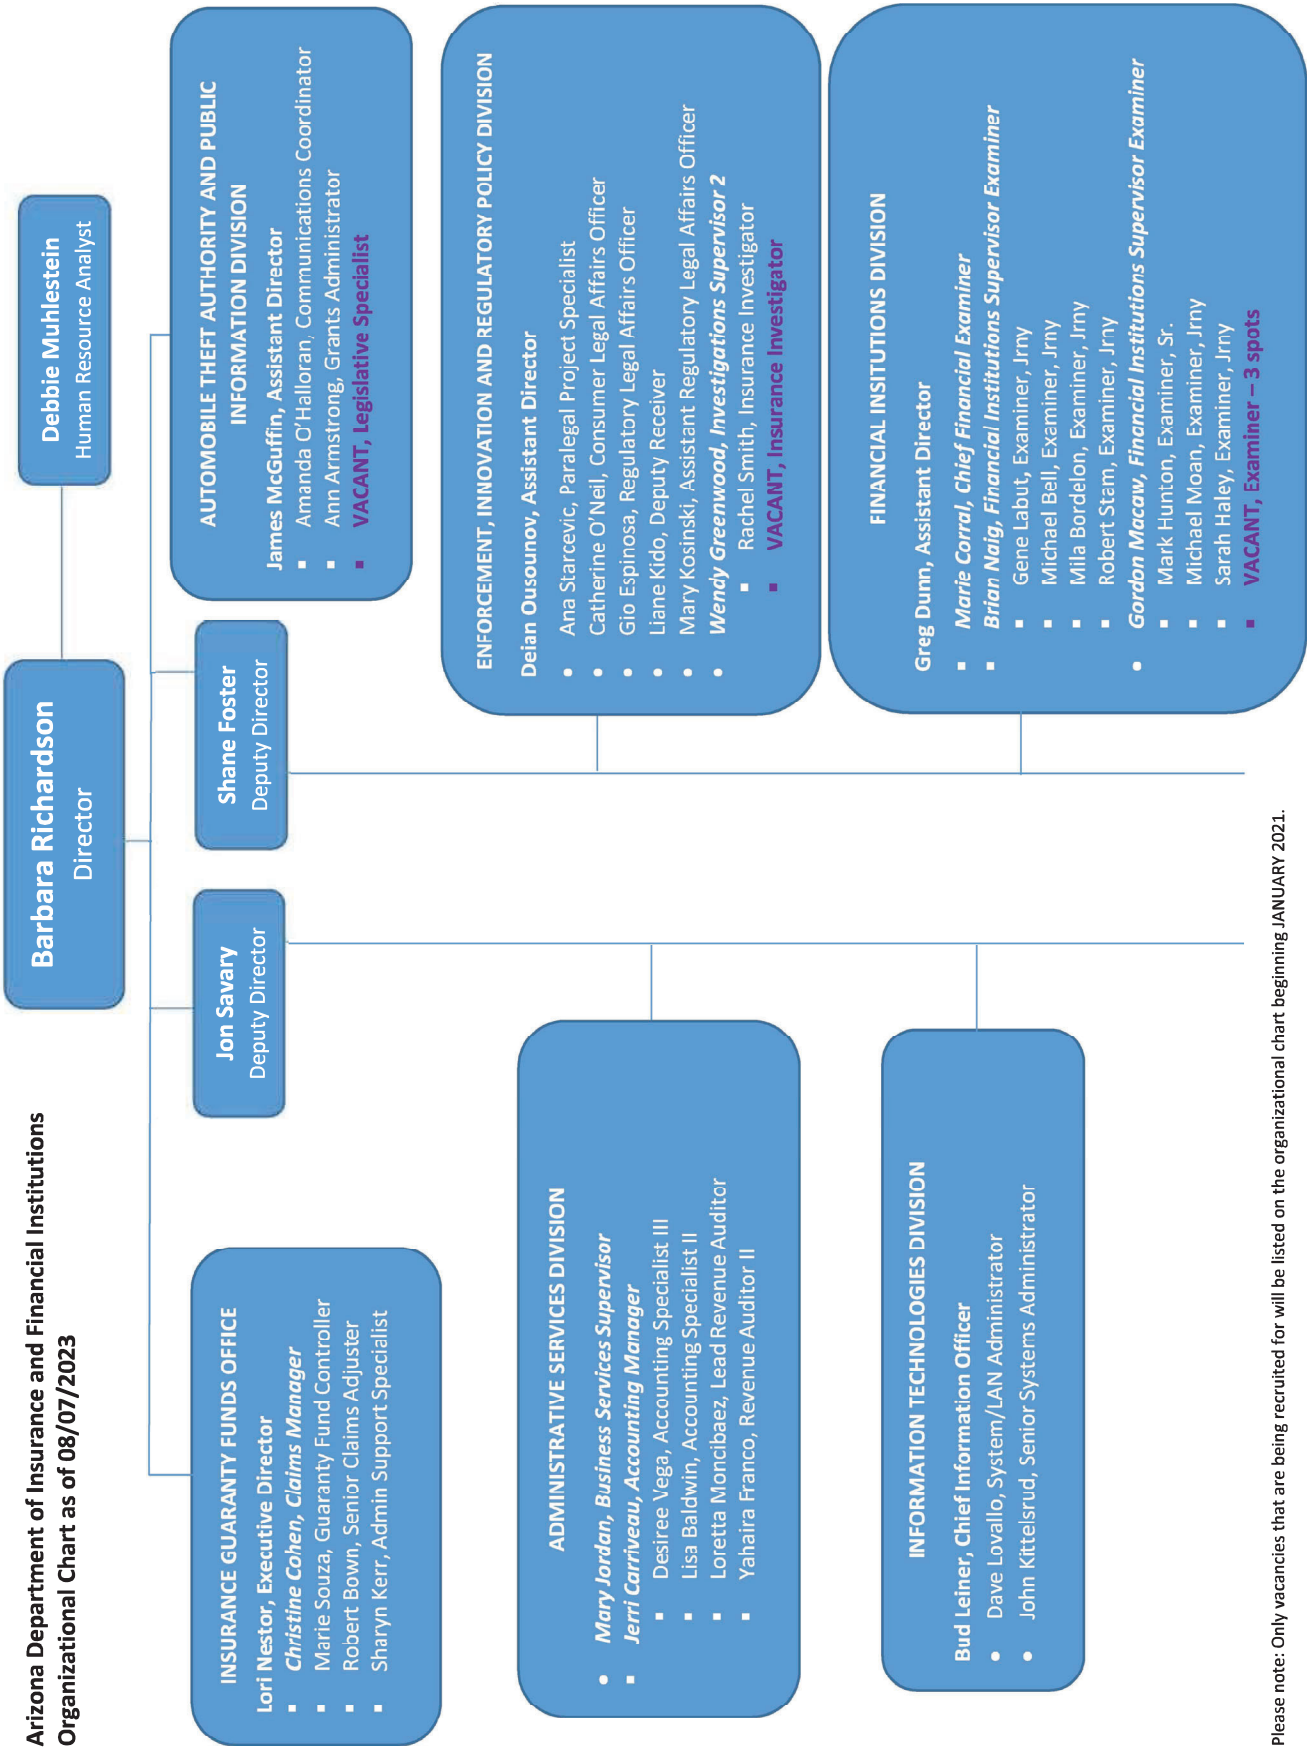 Arizona Department of Insurance and Financial Institutions
Organizational Chart as of 08/07/2023
Barbara Richardson
Director
Debbie Muhlestein
Human Resource Analyst
Jon Savary
Deputy Director
Shane Foster
Deputy Director
INSURANCE GUARANTY FUNDS OFFICE
Lori Nestor, Executive Director
▪ Christine Cohen, Claims Manager
▪ Marie Souza, Guaranty Fund Controller
▪ Robert Bown, Senior Claims Adjuster
▪ Sharyn Kerr, Admin Support Specialist
AUTOMOBILE THEFT AUTHORITY AND PUBLIC
INFORMATION DIVISION
James McGuffin, Assistant Director
▪ Amanda O’Halloran, Communications Coordinator
▪ Ann Armstrong, Grants Administrator
▪ VACANT, Legislative Specialist
ADMINISTRATIVE SERVICES DIVISION
• Mary Jordan, Business Services Supervisor
▪ Jerri Carriveau, Accounting Manager
▪ Desiree Vega, Accounting Specialist III
▪ Lisa Baldwin, Accounting Specialist II
▪ Loretta Moncibaez, Lead Revenue Auditor
▪ Yahaira Franco, Revenue Auditor II
ENFORCEMENT, INNOVATION AND REGULATORY POLICY DIVISION
Deian Ousounov, Assistant Director
• Ana Starcevic, Paralegal Project Specialist
• Catherine O’Neil, Consumer Legal Affairs Officer
• Gio Espinosa, Regulatory Legal Affairs Officer
• Liane Kido, Deputy Receiver
• Mary Kosinski, Assistant Regulatory Legal Affairs Officer
• Wendy Greenwood, Investigations Supervisor 2
▪ Rachel Smith, Insurance Investigator
▪ VACANT, Insurance Investigator
INFORMATION TECHNOLOGIES DIVISION
Bud Leiner, Chief Information Officer
• Dave Lovallo, System/LAN Administrator
• John Kittelsrud, Senior Systems Administrator
FINANCIAL INSITUTIONS DIVISION
Greg Dunn, Assistant Director
▪ Marie Corral, Chief Financial Examiner
▪ Brian Naig, Financial Institutions Supervisor Examiner
▪ Gene Labut, Examiner, Jrny
▪ Michael Bell, Examiner, Jrny
▪ Mila Bordelon, Examiner, Jrny
▪ Robert Stam, Examiner, Jrny
• Gordon Macaw, Financial Institutions Supervisor Examiner
▪ Mark Hunton, Examiner, Sr.
▪ Michael Moan, Examiner, Jrny
▪ Sarah Haley, Examiner, Jrny
▪ VACANT, Examiner – 3 spots
Please note: Only vacancies that are being recruited for will be listed on the organizational chart beginning JANUARY 2021.